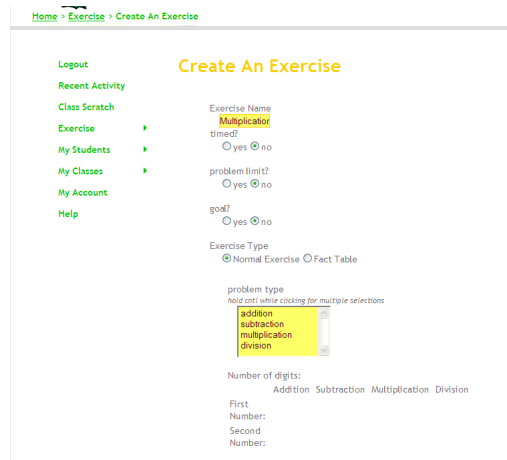 Home > Exercise > Create An Exercise
Logout
Recent Activity
Class Scratch
Exercise
My Students
My Classes
My Account
Help
Create An Exercise
Exercise Name
Multiplication
timed?
yes no
problem limit?
yes no
goal?
yes no
Exercise Type
Normal Exercise Fact Table
problem type
hold cntl while clicking for multiple selections
addition
subtraction
multiplication
division
Number of digits:
Addition Subtraction Multiplication Division
First
Number:
Second
Number: